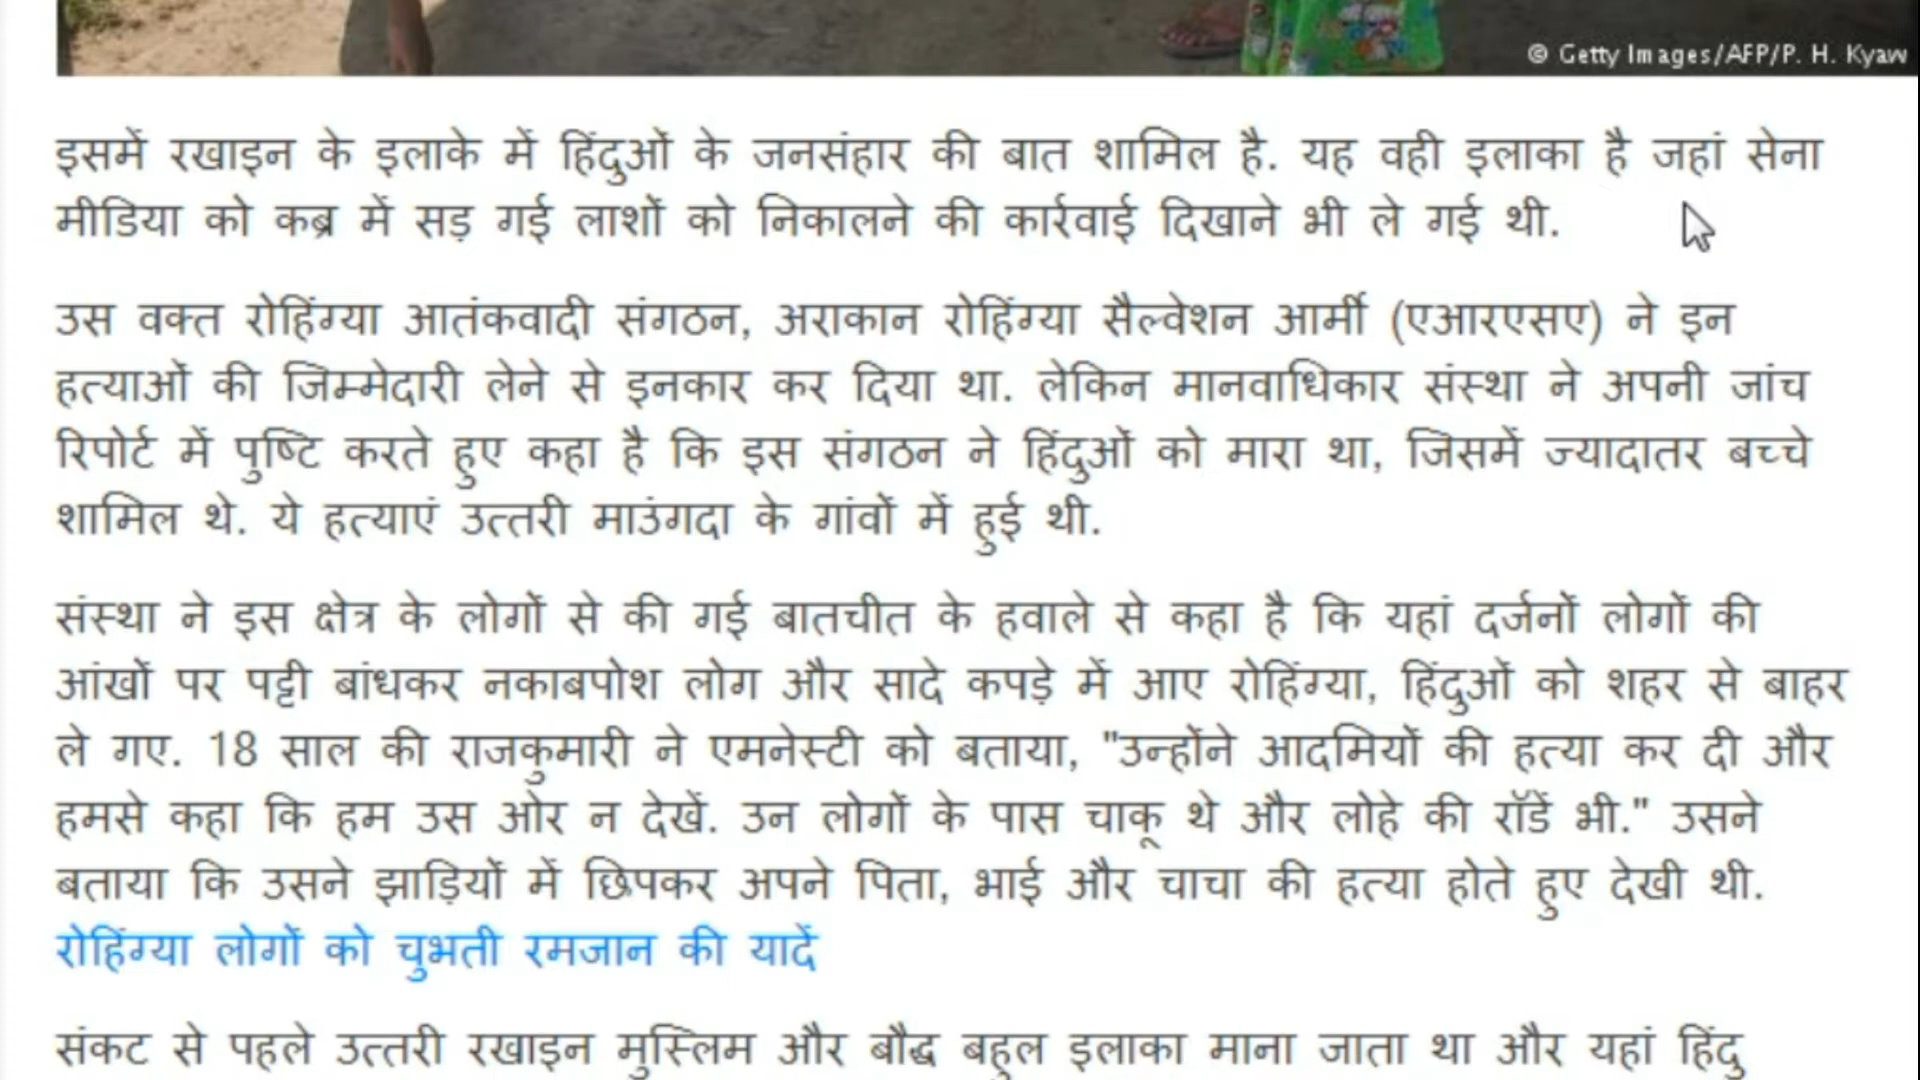 © Getty Images/AFP/P. H. Kyaw
इसमें रखाइन के इलाके में हिंदुओं के जनसंहार की बात शामिल है. यह वही इलाका है जहां सेना
मीडिया को कब्र में सड़ गई लाशों को निकालने की कार्रवाई दिखाने भी ले गई थी.
उस वक्त रोहिंग्या आतंकवादी संगठन, अराकान रोहिंग्या सैल्वेशन आर्मी (एआरएसए) ने इन
हत्याओं की जिम्मेदारी लेने से इनकार कर दिया था. लेकिन मानवाधिकार संस्था ने अपनी जांच
रिपोर्ट में पुष्टि करते हुए कहा है कि इस संगठन ने हिंदुओं को मारा था, जिसमें ज्यादातर बच्चे
शामिल थे. ये हत्याएं उत्तरी माउंगदा के गांवों में हुई थी.
संस्था ने इस क्षेत्र के लोगों से की गई बातचीत के हवाले से कहा है कि यहां दर्जनों लोगों की
आंखों पर पट्टी बांधकर नकाबपोश लोग और सादे कपड़े में आए रोहिंग्या, हिंदुओं को शहर से बाहर
ले गए. 18 साल की राजकुमारी ने एमनेस्टी को बताया, "उन्होंने आदमियों की हत्या कर दी और
हमसे कहा कि हम उस ओर न देखें. उन लोगों के पास चाकू थे और लोहे की रॉडें भी." उसने
बताया कि उसने झाड़ियों में छिपकर अपने पिता, भाई और चाचा की हत्या होते हुए देखी थी.
रोहिंग्या लोगों को चुभती रमजान की यादें
संकट से पहले उत्तरी रखाइन मुस्लिम और बौद्ध बहुल इलाका माना जाता था और यहां हिंदु